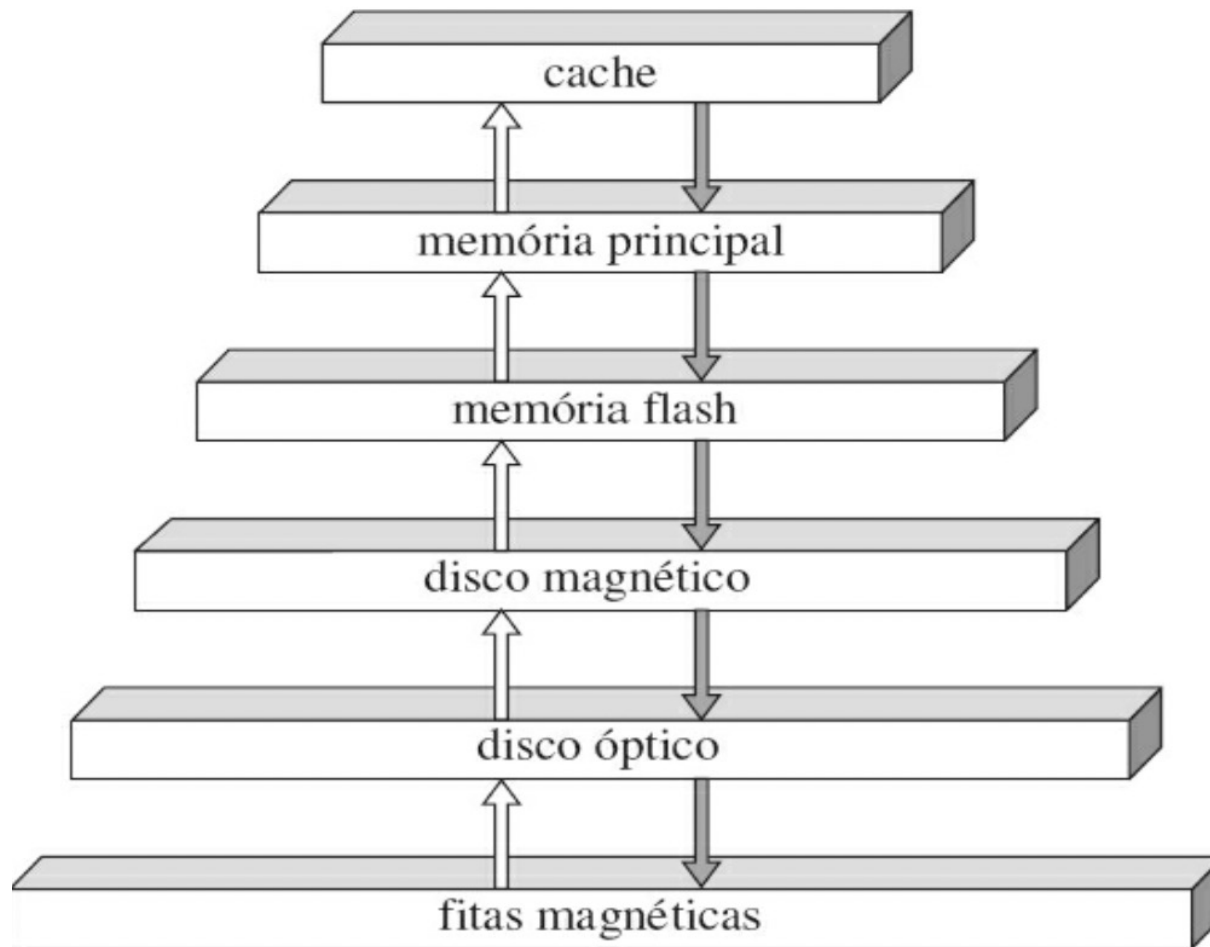 cache
memória principal
memória flash
disco magnético
disco óptico
fitas magnéticas